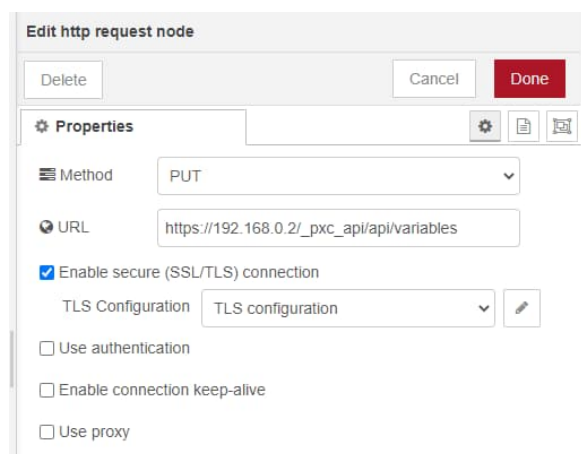 Edit http request node
Delete
Cancel
Done
Properties
Method
PUT
URL
https://192.168.0.2/_pxc_api/api/variables
Enable secure (SSL/TLS) connection
TLS Configuration
TLS configuration
Use authentication
Enable connection keep-alive
Use proxy